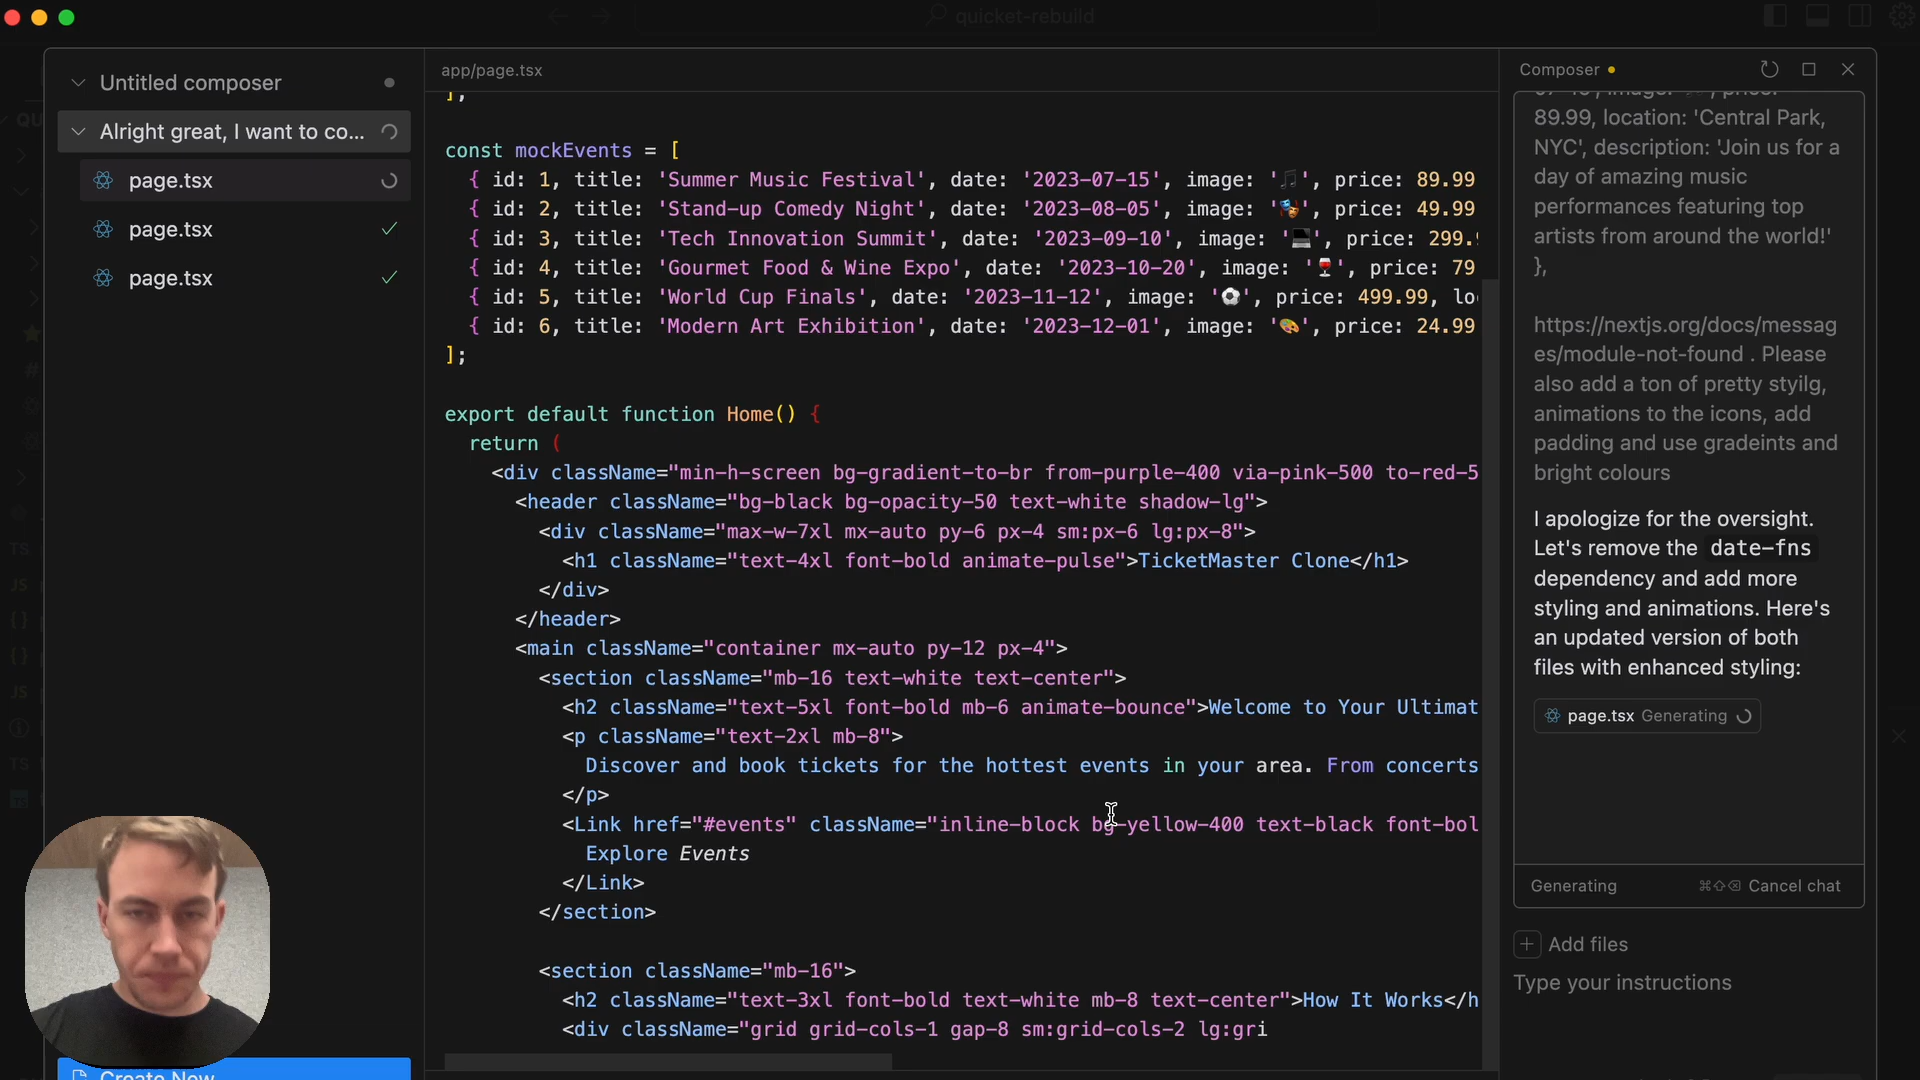 quicket-rebuild
Untitled composer
Alright great, I want to co...
page.tsx
page.tsx
page.tsx
app/page.tsx
];
const mockEvents = [
{ id: 1, title: 'Summer Music Festival', date: '2023-07-15', image: '🎵', price: 89.99
{ id: 2, title: 'Stand-up Comedy Night', date: '2023-08-05', image: '🎭', price: 49.99
{ id: 3, title: 'Tech Innovation Summit', date: '2023-09-10', image: '💻', price: 299.
{ id: 4, title: 'Gourmet Food & Wine Expo', date: '2023-10-20', image: '🍷', price: 79
{ id: 5, title: 'World Cup Finals', date: '2023-11-12', image: '⚽', price: 499.99, lo
{ id: 6, title: 'Modern Art Exhibition', date: '2023-12-01', image: '🎨', price: 24.99
];
export default function Home() {
return (
<div className="min-h-screen bg-gradient-to-br from-purple-400 via-pink-500 to-red-5
<header className="bg-black bg-opacity-50 text-white shadow-lg">
<div className="max-w-7xl mx-auto py-6 px-4 sm:px-6 lg:px-8">
<h1 className="text-4xl font-bold animate-pulse">TicketMaster Clone</h1>
</div>
</header>
<main className="container mx-auto py-12 px-4">
<section className="mb-16 text-white text-center">
<h2 className="text-5xl font-bold mb-6 animate-bounce">Welcome to Your Ultimat
<p className="text-2xl mb-8">
Discover and book tickets for the hottest events in your area. From concerts
</p>
<Link href="#events" className="inline-block bg-yellow-400 text-black font-bol
Explore Events
</Link>
</section>
<section className="mb-16">
<h2 className="text-3xl font-bold text-white mb-8 text-center">How It Works</h
<div className="grid grid-cols-1 gap-8 sm:grid-cols-2 lg:gri
Composer
89.99, location: 'Central Park,
NYC', description: 'Join us for a
day of amazing music
performances featuring top
artists from around the world!'
},
https://nextjs.org/docs/messag
es/module-not-found . Please
also add a ton of pretty styilg,
animations to the icons, add
padding and use gradeints and
bright colours
I apologize for the oversight.
Let's remove the date-fns
dependency and add more
styling and animations. Here's
an updated version of both
files with enhanced styling:
page.tsx Generating
Generating
⌘⇧⌫ Cancel chat
Add files
Type your instructions
Create New